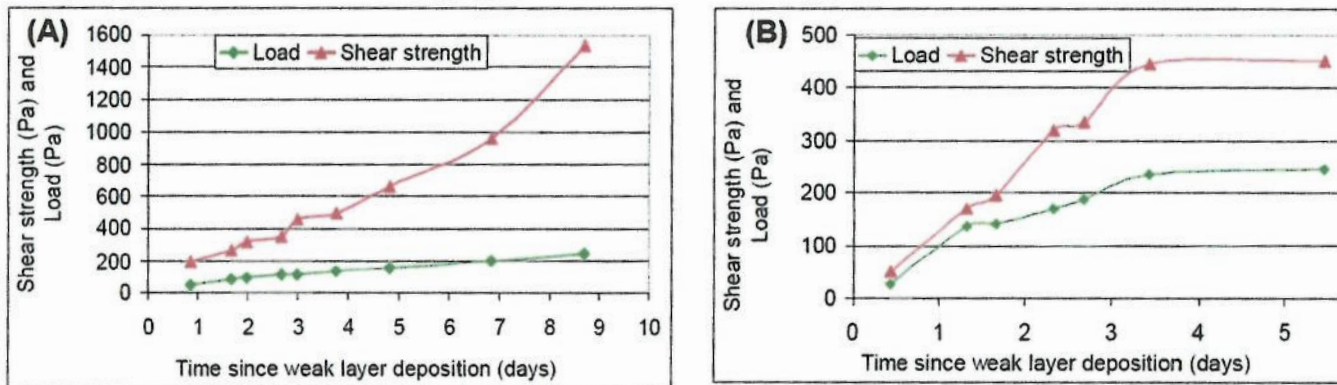 (A)
Load
Shear strength
Shear strength (Pa) and
Load (Pa)
1600
1400
1200
1000
800
600
400
200
0
0 1 2 3 4 5 6 7 8 9 10
Time since weak layer deposition (days)
(B)
Load
Shear strength
Shear strength (Pa) and
Load (Pa)
500
400
300
200
100
0
0 1 2 3 4 5
Time since weak layer deposition (days)